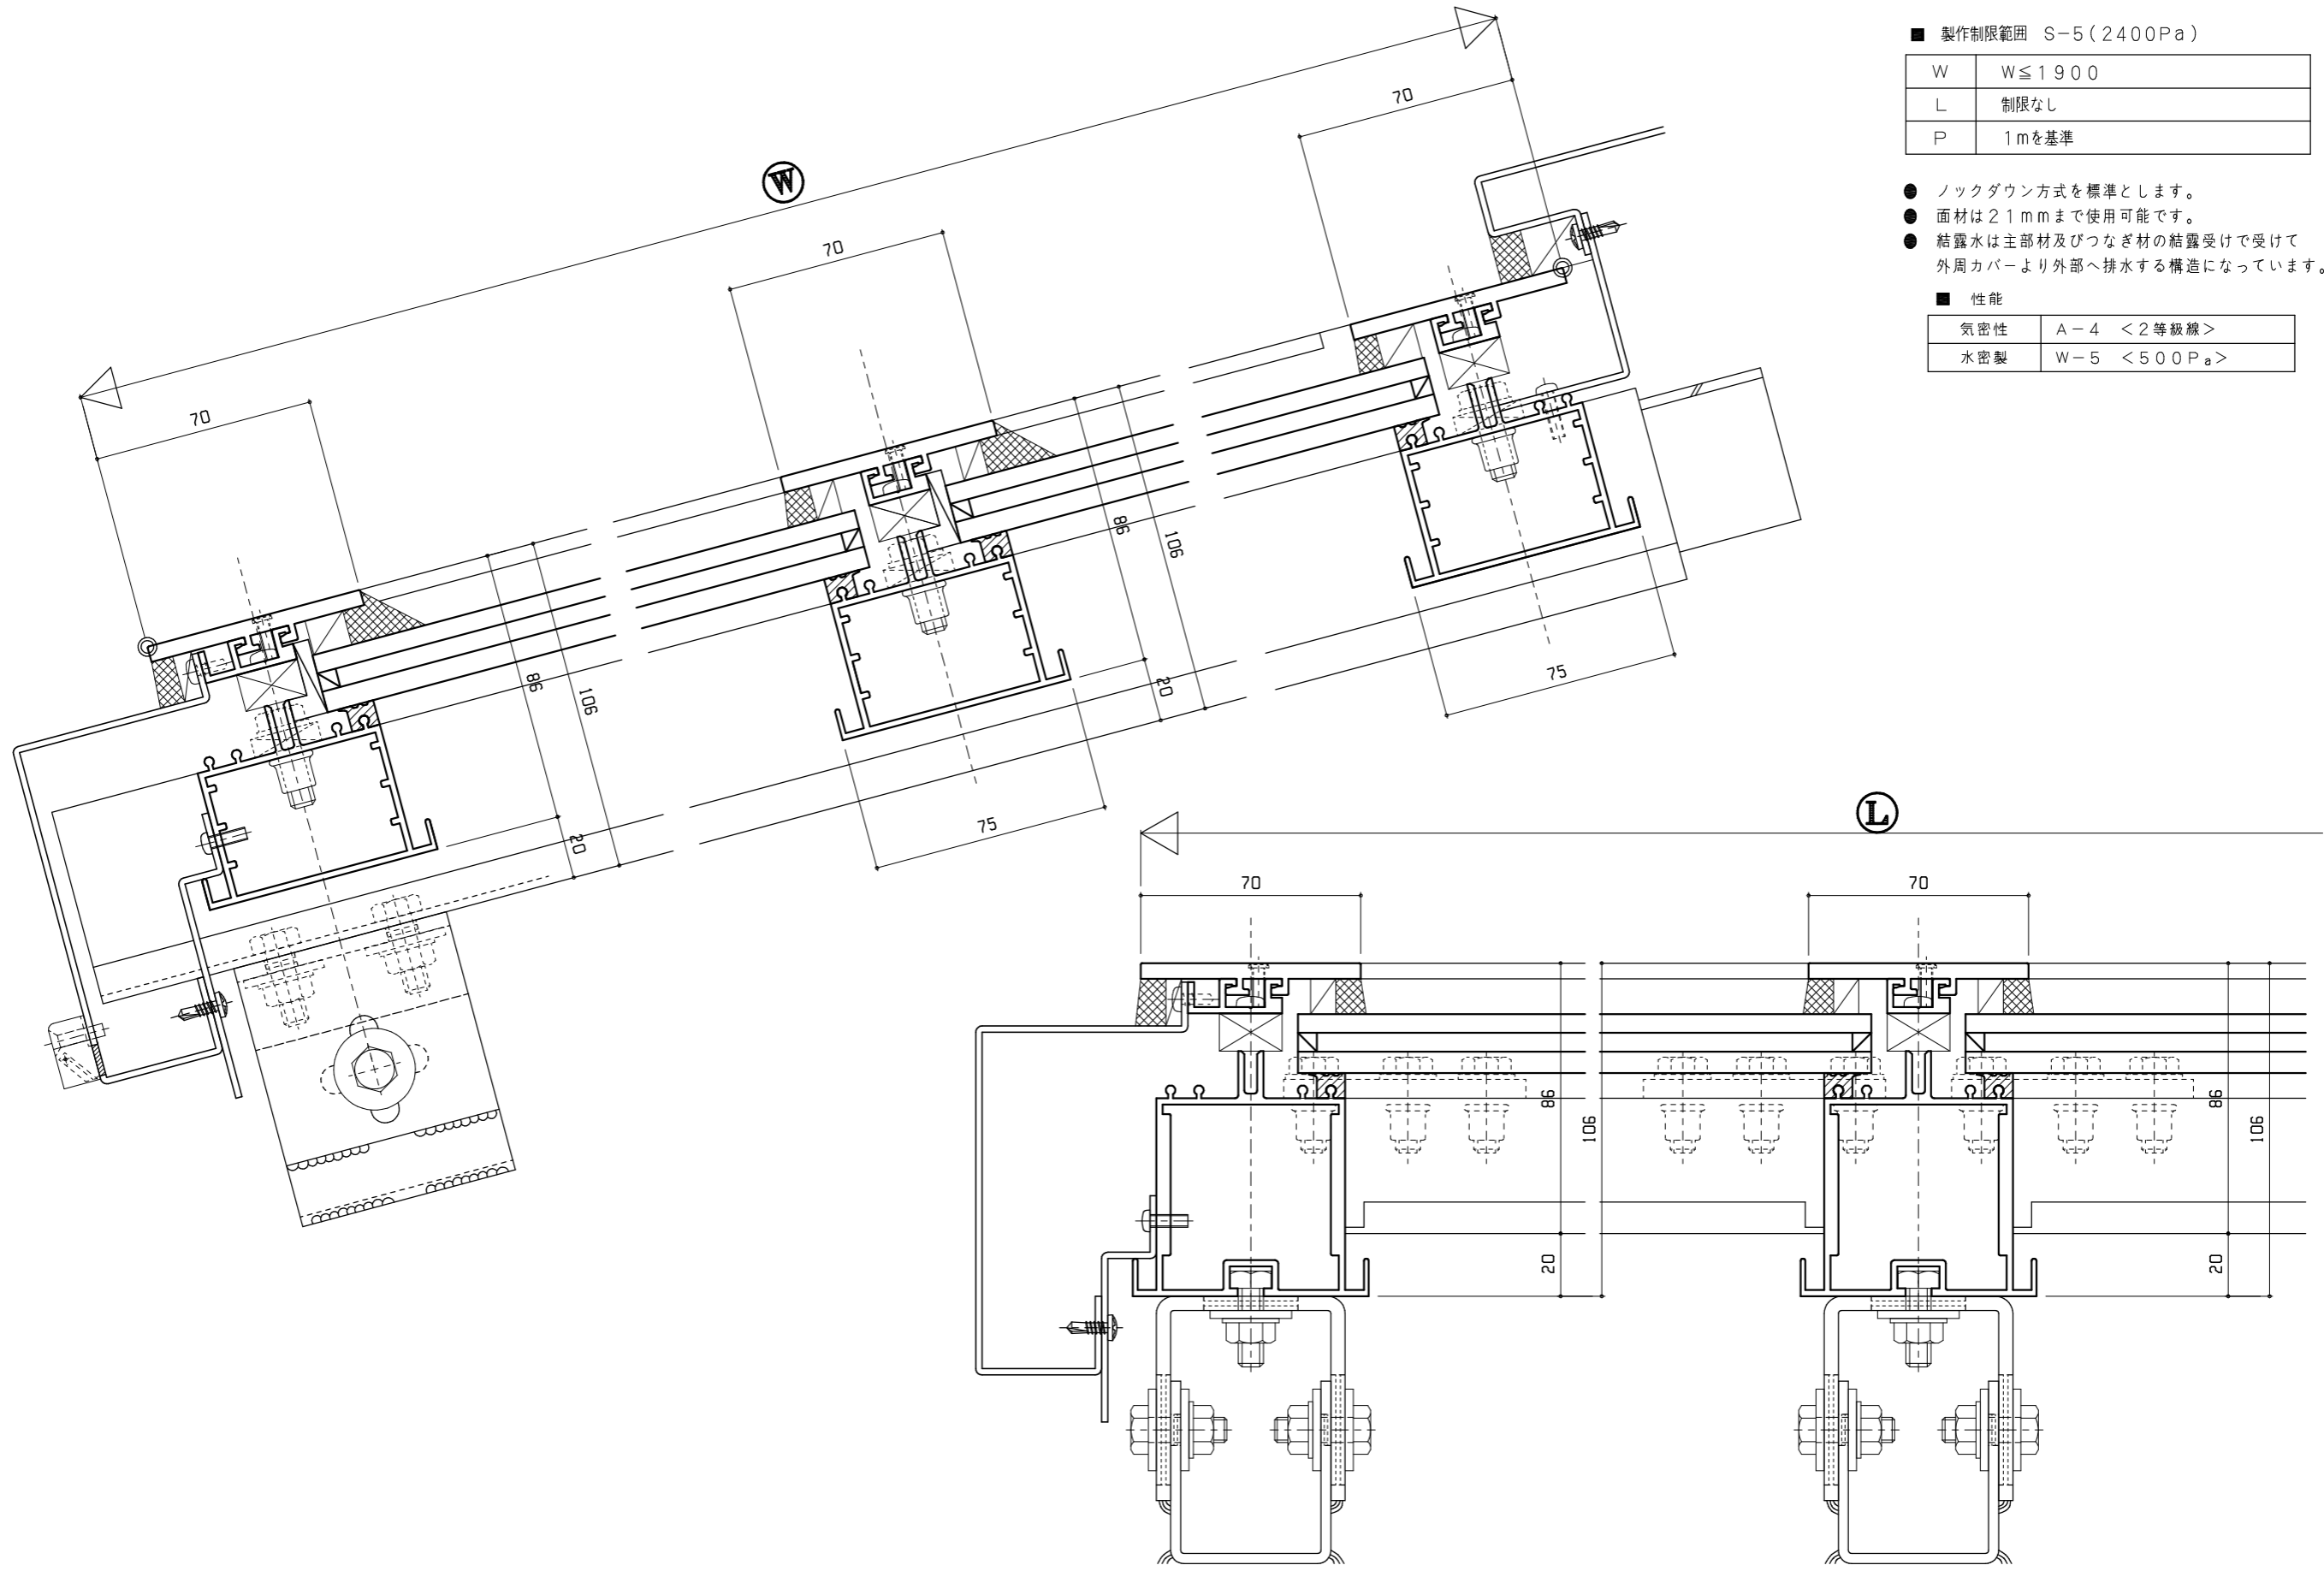 ■ 製作制限範囲 S-5(2400Pa)
W W≦1900
L 制限なし
P 1mを基準
● ノックダウン方式を標準とします。
● 面材は21mmまで使用可能です。
● 結露水は主部材及びつなぎ材の結露受けで受けて
外周カバーより外部へ排水する構造になっています。
■ 性能
気密性 A-4 <2等級線>
水密製 W-5 <500Pa>
W
70
70
70
86
106
20
75
86
106
20
75
L
70
70
86
106
20
86
106
20